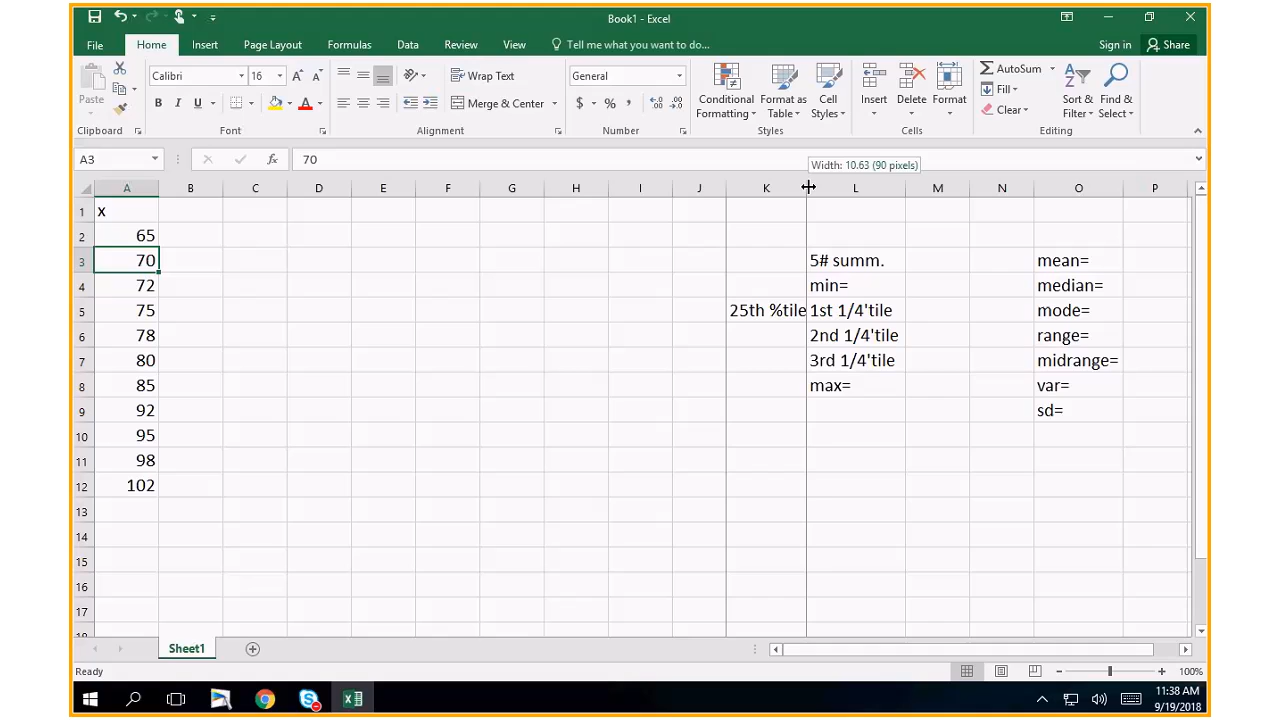 Book1 - Excel
File Home Insert Page Layout Formulas Data Review View Tell me what you want to do... Sign in Share
Paste Calibri 16 Wrap Text General Conditional Formatting Format as Table Cell Styles Insert Delete Format AutoSum Sort & Filter Find & Select
Merge & Center $ % Fill
Clear
Clipboard Font Alignment Number Styles Cells Editing
A3 fx 70 Width: 10.63 (90 pixels)
A B C D E F G H I J K L M N O P
1 x
2 65
3 70 5# summ. mean=
4 72 min= median=
5 75 25th %tile 1st 1/4'tile mode=
6 78 2nd 1/4'tile range=
7 80 3rd 1/4'tile midrange=
8 85 max= var=
9 92 sd=
10 95
11 98
12 102
13
14
15
16
17
18
Sheet1
Ready 100%
11:38 AM
9/19/2018